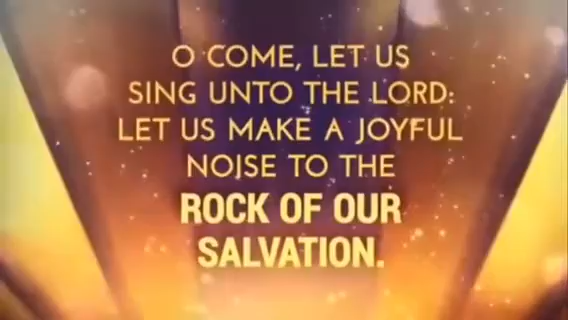 O COME, LET US
SING UNTO THE LORD:
LET US MAKE A JOYFUL
NOISE TO THE
ROCK OF OUR
SALVATION.